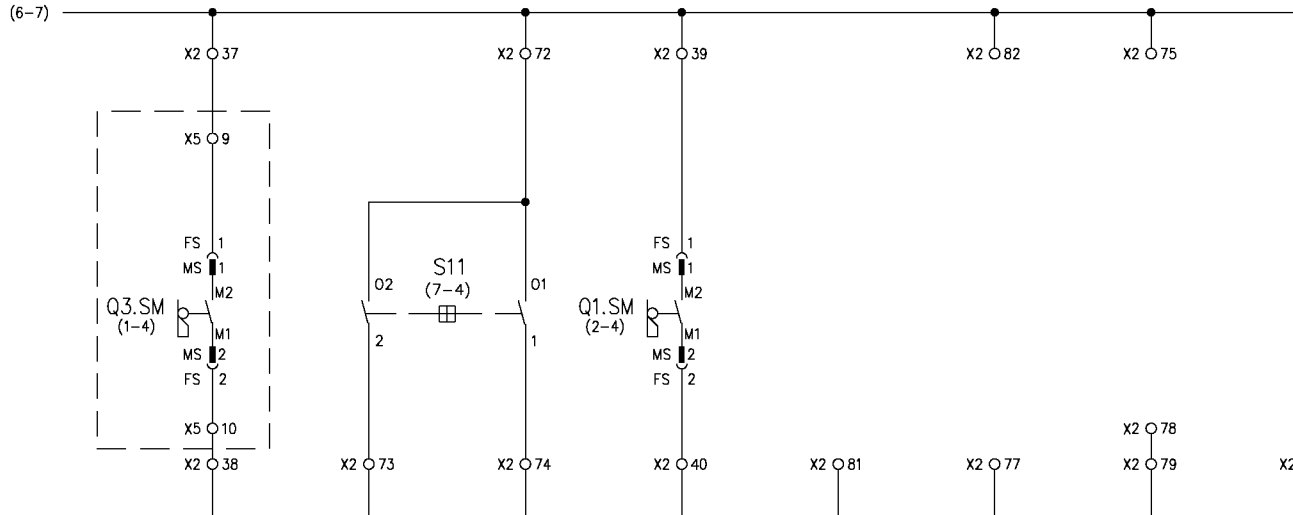 (6-7)
X2 37
X2 72
X2 39
X2 82
X2 75
X5 9
FS 1
MS 1
M2
Q3.SM
(1-4)
M1
MS 2
FS 2
X5 10
X2 38
S11
(7-4)
02
01
2
1
X2 73
X2 74
FS 1
MS 1
M2
Q1.SM
(2-4)
M1
MS 2
FS 2
X2 40
X2 81
X2 77
X2 78
X2 79
X2